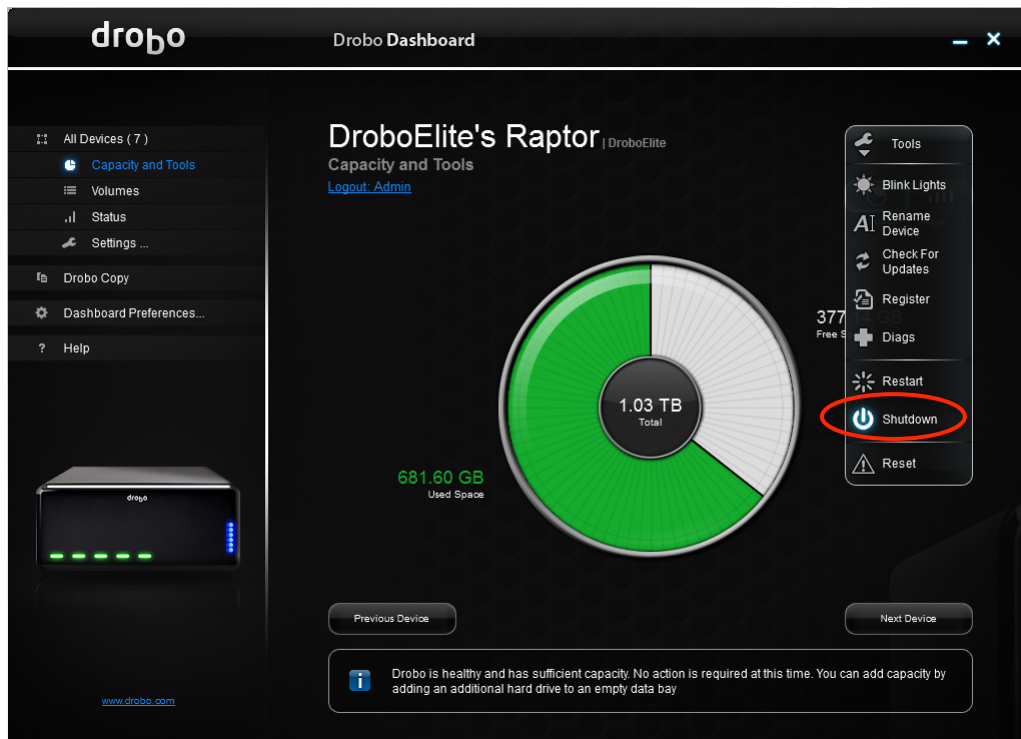 drobo
Drobo Dashboard
All Devices ( 7 )
Capacity and Tools
Volumes
Status
Settings ...
Drobo Copy
Dashboard Preferences...
? Help
drobo
www.drobo.com
DroboElite's Raptor | DroboElite
Capacity and Tools
Logout: Admin
1.03 TB
Total
681.60 GB
Used Space
377.14 GB
Free S
Tools
Blink Lights
Rename
Device
Check For
Updates
Register
Diags
Restart
Shutdown
Reset
Previous Device
Next Device
Drobo is healthy and has sufficient capacity. No action is required at this time. You can add capacity by
adding an additional hard drive to an empty data bay